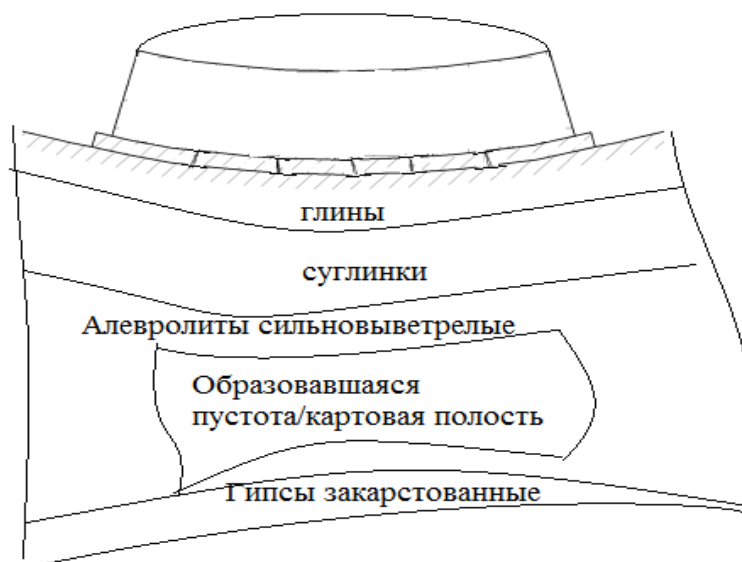 глины
суглинки
Алевролиты сильновыветрелые
Образовавшаяся
пустота/картовая полость
Гипсы закарстованные